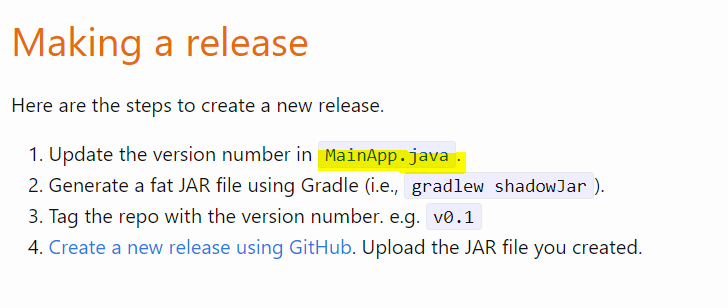 Making a release
Here are the steps to create a new release.
1. Update the version number in MainApp.java.
2. Generate a fat JAR file using Gradle (i.e., gradlew shadowJar).
3. Tag the repo with the version number. e.g. v0.1
4. Create a new release using GitHub. Upload the JAR file you created.